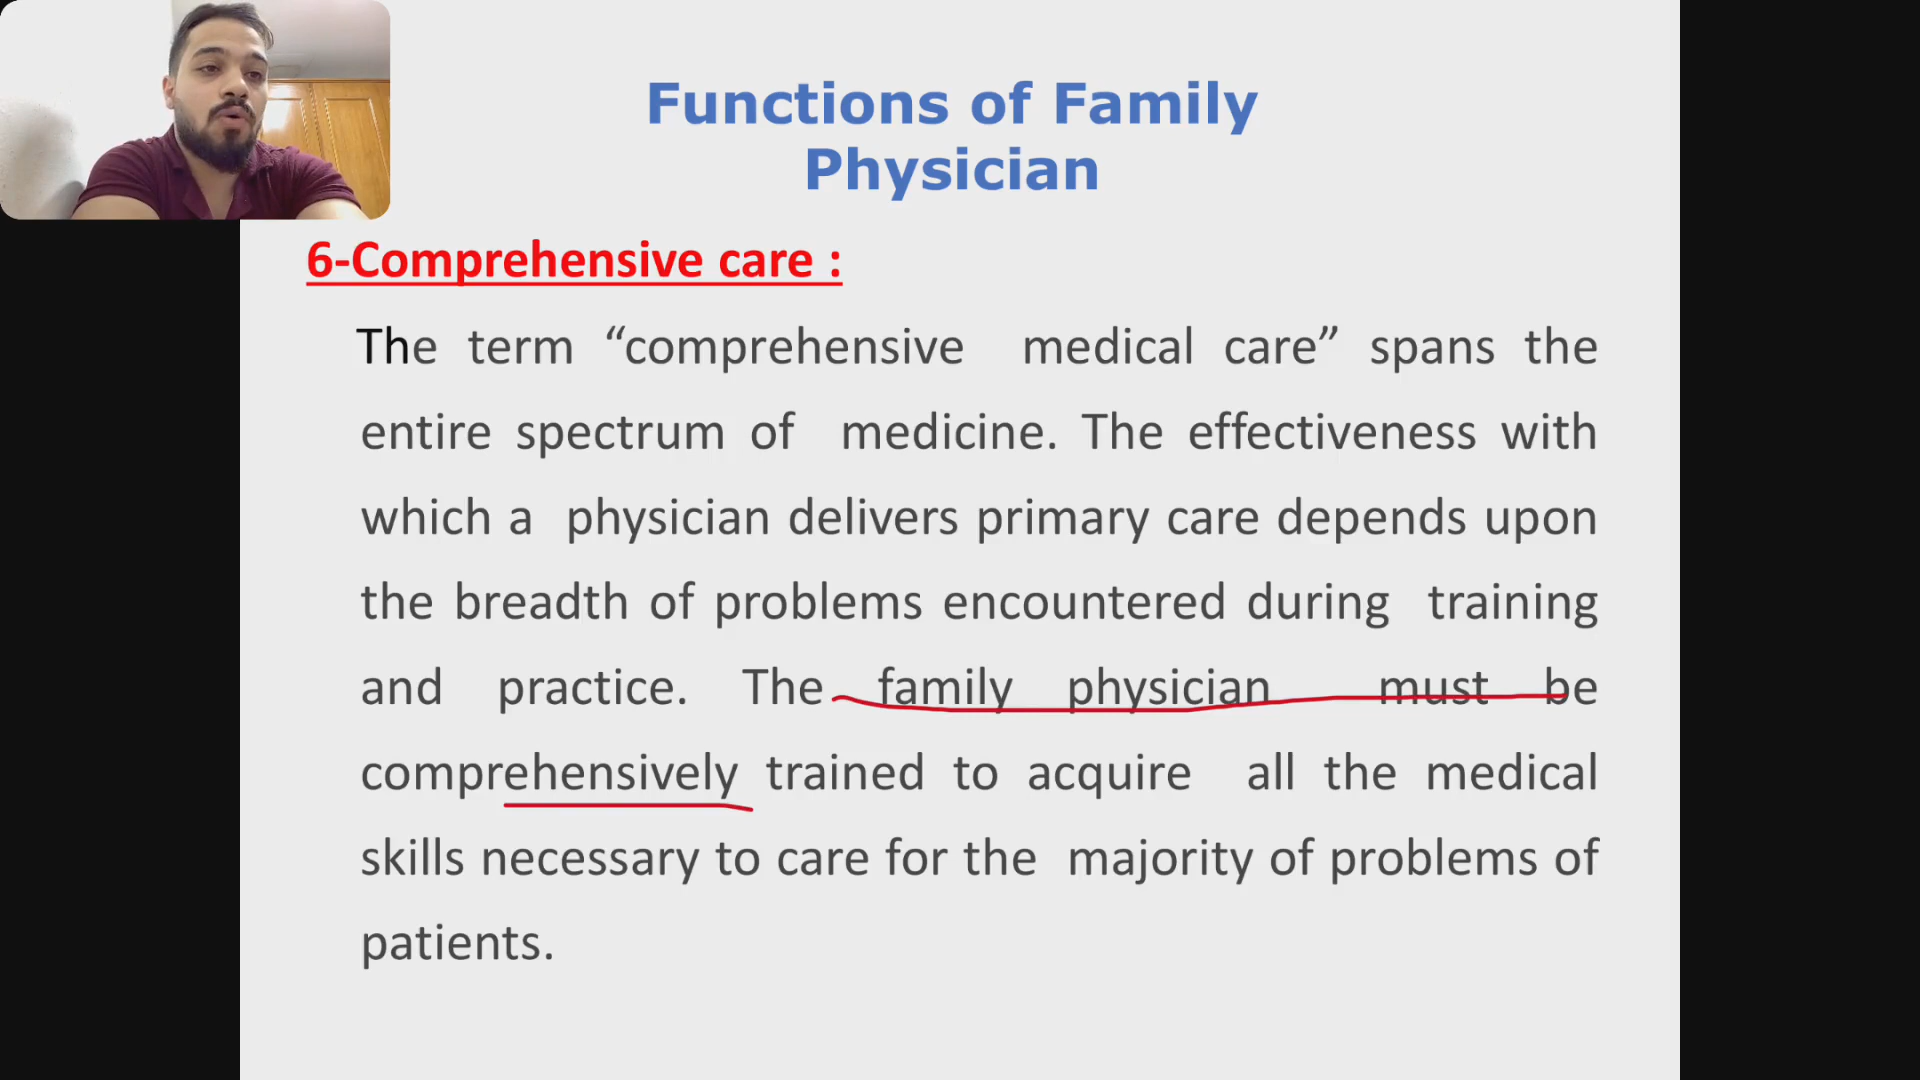 Functions of Family
Physician
6-Comprehensive care :
The term “comprehensive medical care” spans the
entire spectrum of medicine. The effectiveness with
which a physician delivers primary care depends upon
the breadth of problems encountered during training
and practice. The family physician must be
comprehensively trained to acquire all the medical
skills necessary to care for the majority of problems of
patients.